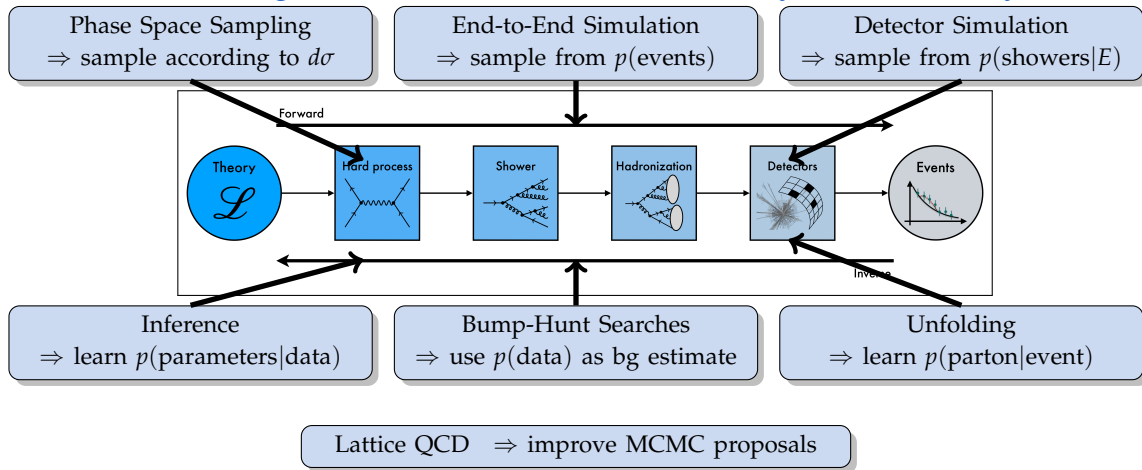 Phase Space Sampling
⇒ sample according to dσ
End-to-End Simulation
⇒ sample from p(events)
Detector Simulation
⇒ sample from p(showers|E)
Forward
Theory
ℒ
Hard process
Shower
Hadronization
Detectors
Events
Inverse
Inference
⇒ learn p(parameters|data)
Bump-Hunt Searches
⇒ use p(data) as bg estimate
Unfolding
⇒ learn p(parton|event)
Lattice QCD ⇒ improve MCMC proposals